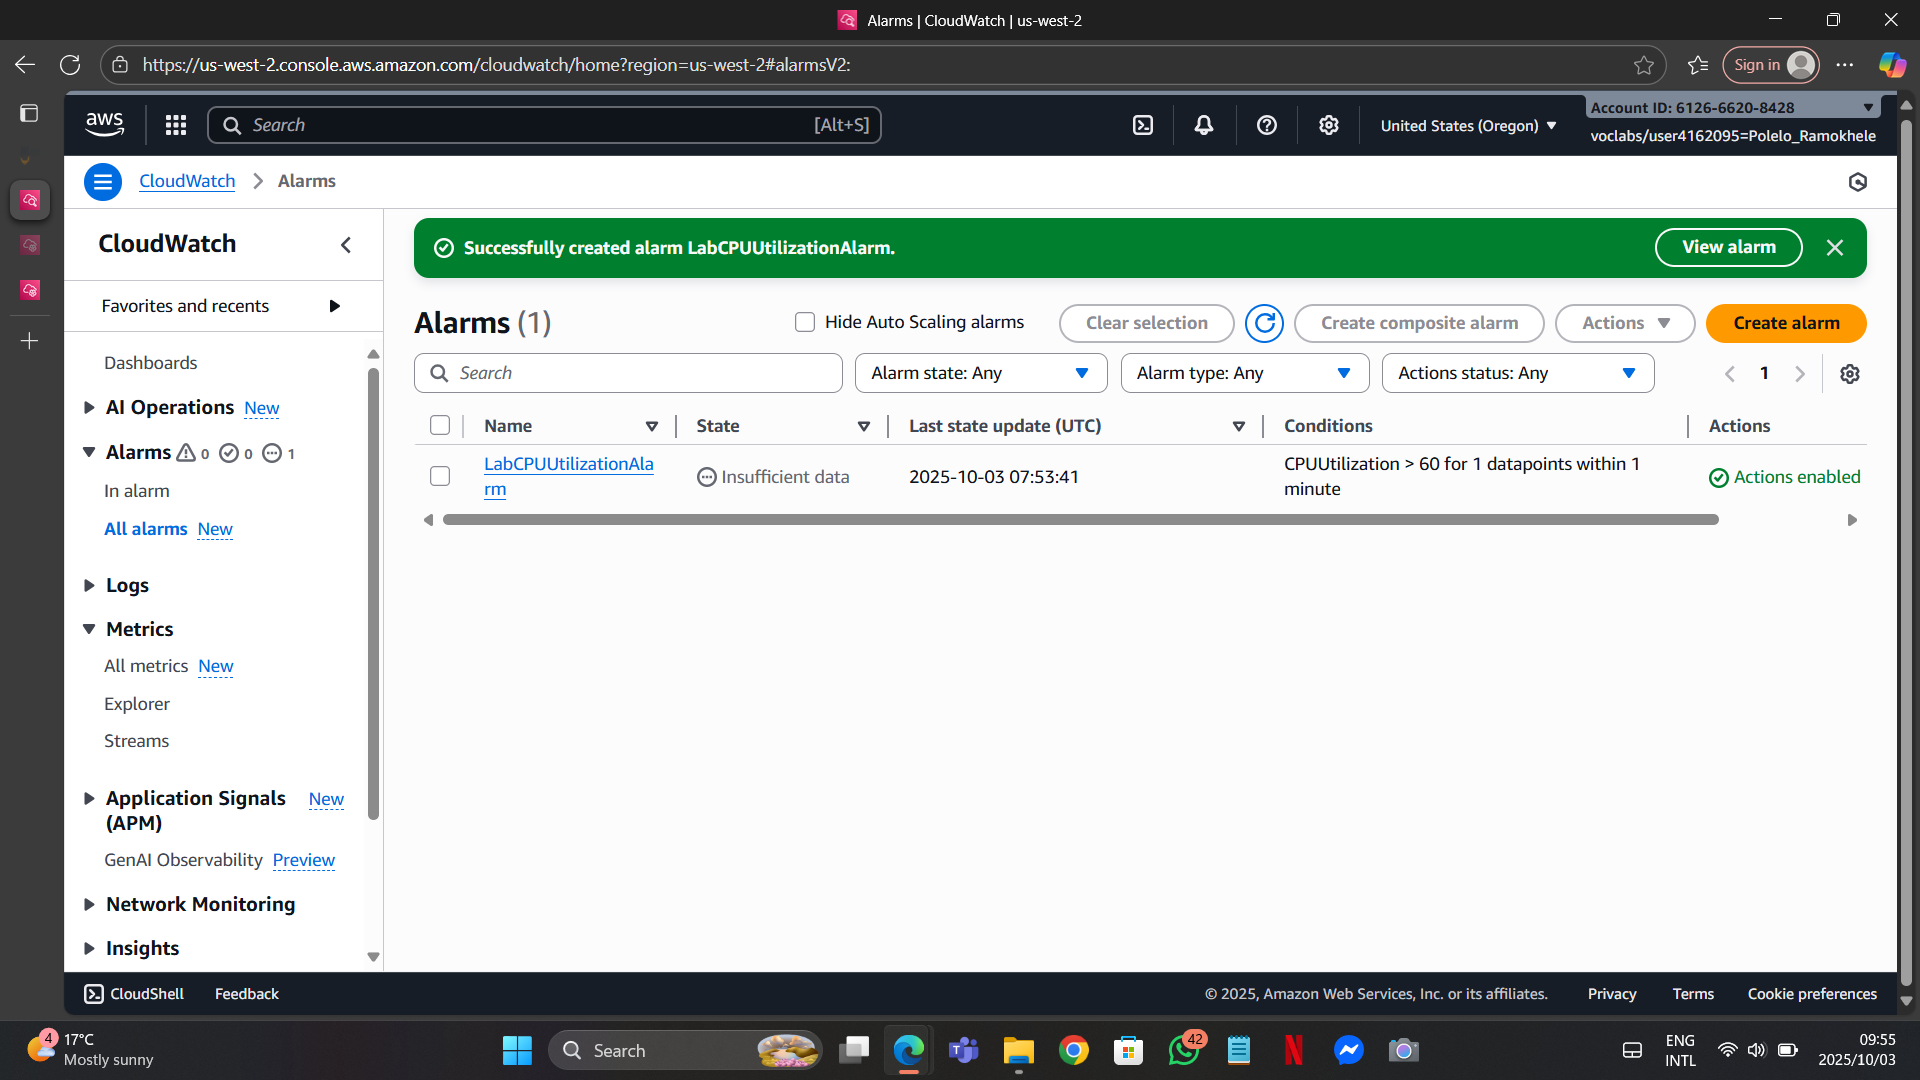 Alarms | CloudWatch | us-west-2
https://us-west-2.console.aws.amazon.com/cloudwatch/home?region=us-west-2#alarmsV2:
Sign in
aws
Search
[Alt+S]
United States (Oregon)
Account ID: 6126-6620-8428
voclabs/user4162095=Polelo_Ramokhele
CloudWatch
Alarms
CloudWatch
Favorites and recents
Dashboards
AI Operations New
Alarms 0 0 1
In alarm
All alarms New
Logs
Metrics
All metrics New
Explorer
Streams
Application Signals New
(APM)
GenAI Observability Preview
Network Monitoring
Insights
Successfully created alarm LabCPUUtilizationAlarm.
View alarm
Alarms (1)
Hide Auto Scaling alarms
Clear selection
Create composite alarm
Actions
Create alarm
Search
Alarm state: Any
Alarm type: Any
Actions status: Any
1
Name
State
Last state update (UTC)
Conditions
Actions
LabCPUUtilizationAla
rm
Insufficient data
2025-10-03 07:53:41
CPUUtilization > 60 for 1 datapoints within 1
minute
Actions enabled
CloudShell
Feedback
© 2025, Amazon Web Services, Inc. or its affiliates.
Privacy
Terms
Cookie preferences
4
17°C
Mostly sunny
Search
42
ENG
INTL
09:55
2025/10/03